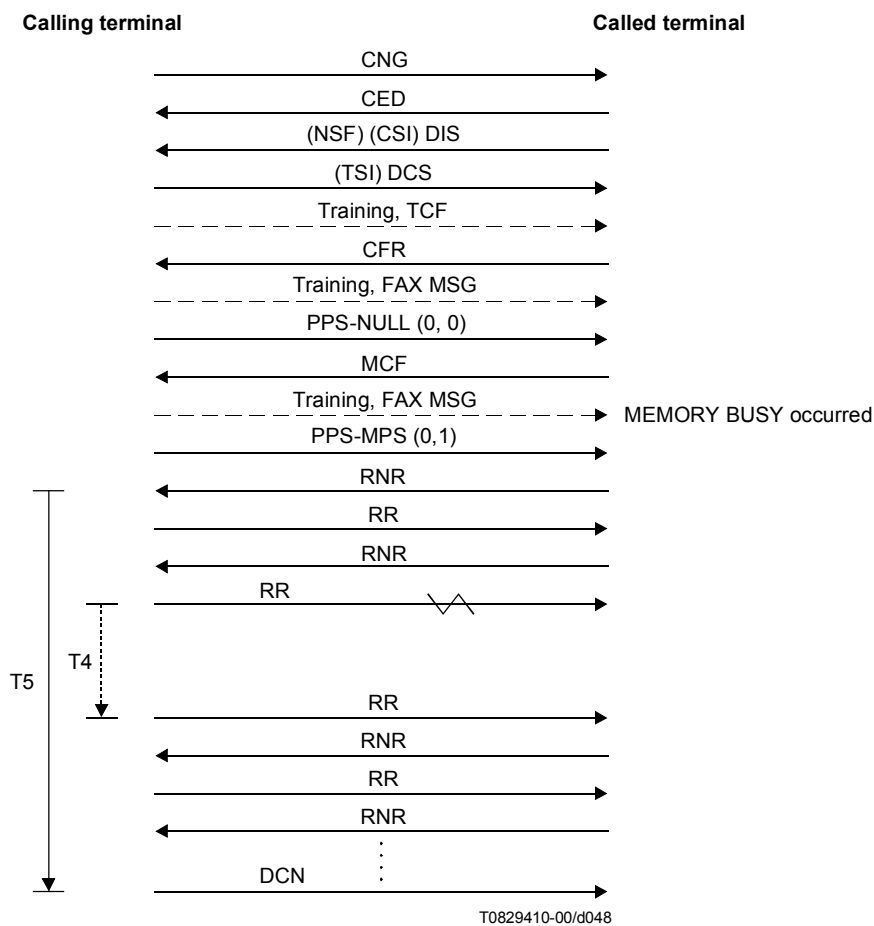 Calling terminal
Called terminal
CNG
CED
(NSF) (CSI) DIS
(TSI) DCS
Training, TCF
CFR
Training, FAX MSG
PPS-NULL (0, 0)
MCF
Training, FAX MSG
MEMORY BUSY occurred
PPS-MPS (0,1)
RNR
RR
RNR
RR
T4
T5
RR
RNR
RR
RNR
DCN
T0829410-00/d048